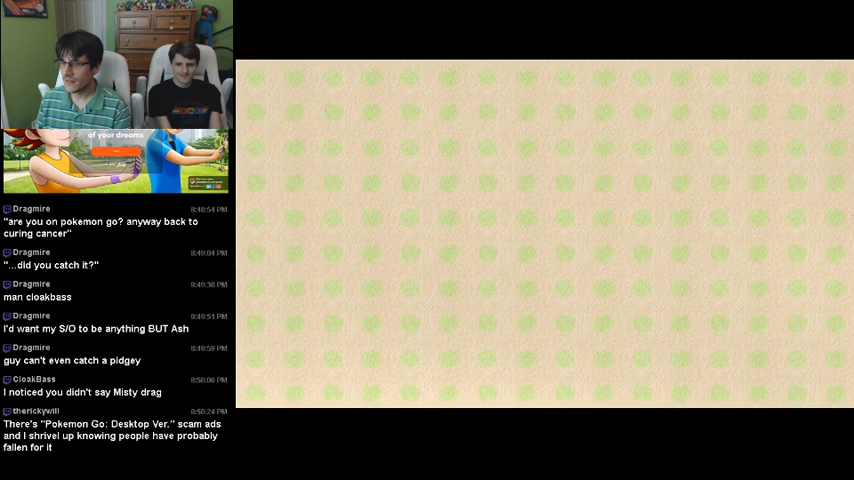 of your dreams
Dragmire 8:48:54 PM
"are you on pokemon go? anyway back to
curing cancer"
Dragmire 8:49:04 PM
"...did you catch it?"
Dragmire 8:49:38 PM
man cloakbass
Dragmire 8:49:51 PM
I'd want my S/O to be anything BUT Ash
Dragmire 8:49:59 PM
guy can't even catch a pidgey
CloakBass 8:50:06 PM
I noticed you didn't say Misty drag
therickywill 8:50:24 PM
There's "Pokemon Go: Desktop Ver." scam ads
and I shrivel up knowing people have probably
fallen for it